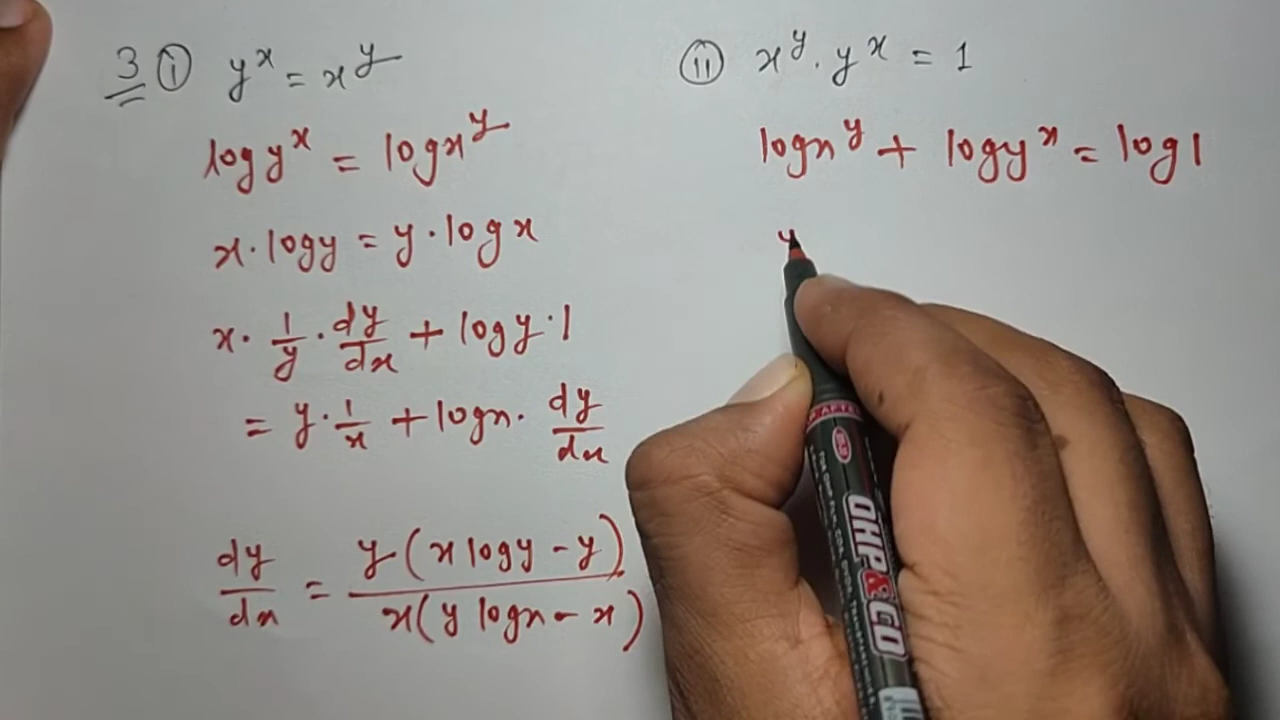 3 (i) y^x = x^y
log y^x = log x^y
x · log y = y · log x
x · 1/y · dy/dx + log y · 1
= y · 1/x + log x · dy/dx
dy/dx = y(x log y - y) / x(y log x - x)
(ii) x^y · y^x = 1
log x^y + log y^x = log 1
y
OHP & CD